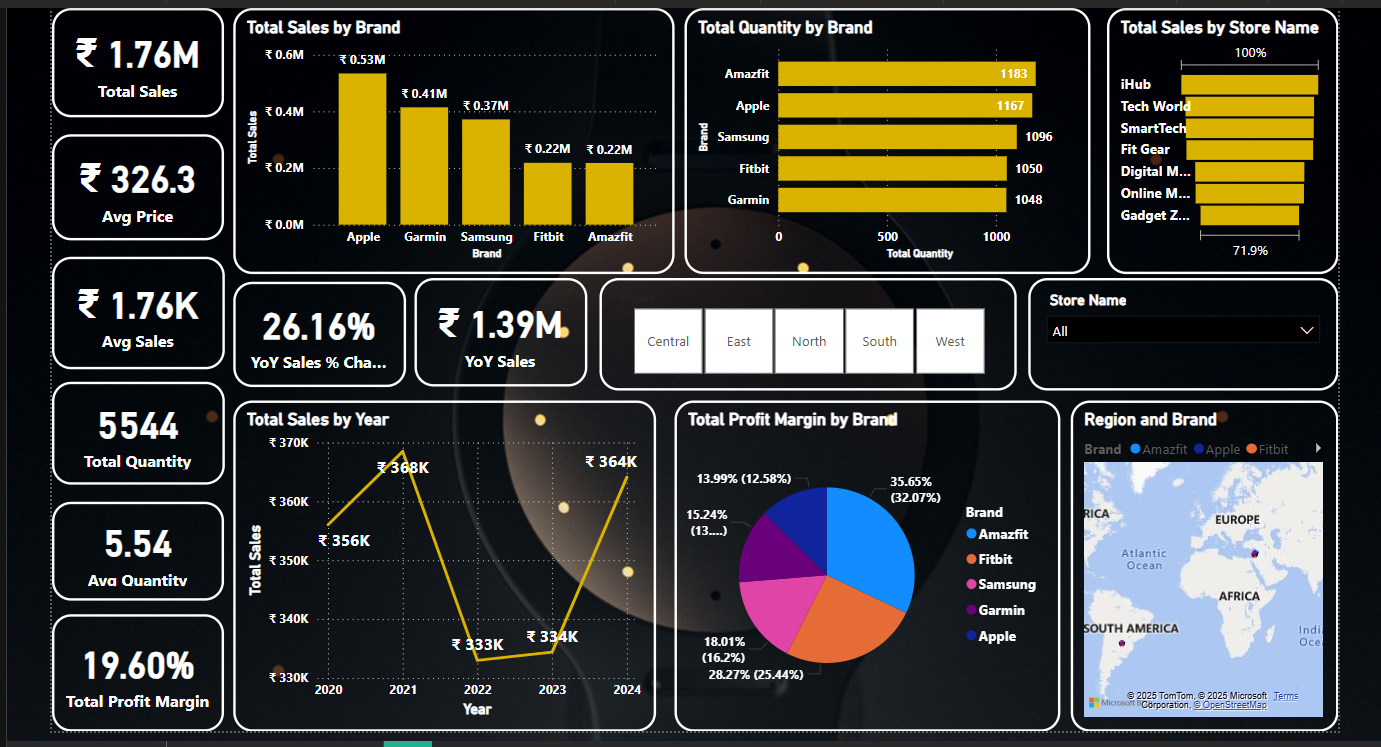 ₹ 1.76M
Total Sales
₹ 326.3
Avg Price
₹ 1.76K
Avg Sales
5544
Total Quantity
5.54
Avg Quantity
19.60%
Total Profit Margin
Total Sales by Brand
Total Sales
₹ 0.6M
₹ 0.4M
₹ 0.2M
₹ 0.0M
₹ 0.53M
₹ 0.41M
₹ 0.37M
₹ 0.22M
₹ 0.22M
Apple
Garmin
Samsung
Fitbit
Amazfit
Brand
Total Quantity by Brand
Brand
Amazfit
1183
Apple
1167
Samsung
1096
Fitbit
1050
Garmin
1048
0
500
1000
Total Quantity
Total Sales by Store Name
100%
iHub
Tech World
SmartTech
Fit Gear
Digital M...
Online M...
Gadget Z...
71.9%
26.16%
YoY Sales % Cha...
₹ 1.39M
YoY Sales
Central
East
North
South
West
Store Name
All
Total Sales by Year
Total Sales
₹ 370K
₹ 360K
₹ 350K
₹ 340K
₹ 330K
₹ 356K
₹ 368K
₹ 333K
₹ 334K
₹ 364K
2020
2021
2022
2023
2024
Year
Total Profit Margin by Brand
13.99% (12.58%)
35.65%
(32.07%)
15.24%
(13....)
18.01%
(16.2%)
28.27% (25.44%)
Brand
Amazfit
Fitbit
Samsung
Garmin
Apple
Region and Brand
Brand
Amazfit
Apple
Fitbit
RICA
EUROPE
Atlantic
Ocean
AFRICA
SOUTH AMERICA
Indi
Oce
© 2025 TomTom, © 2025 Microsoft Terms
Corporation, © OpenStreetMap
Microsoft